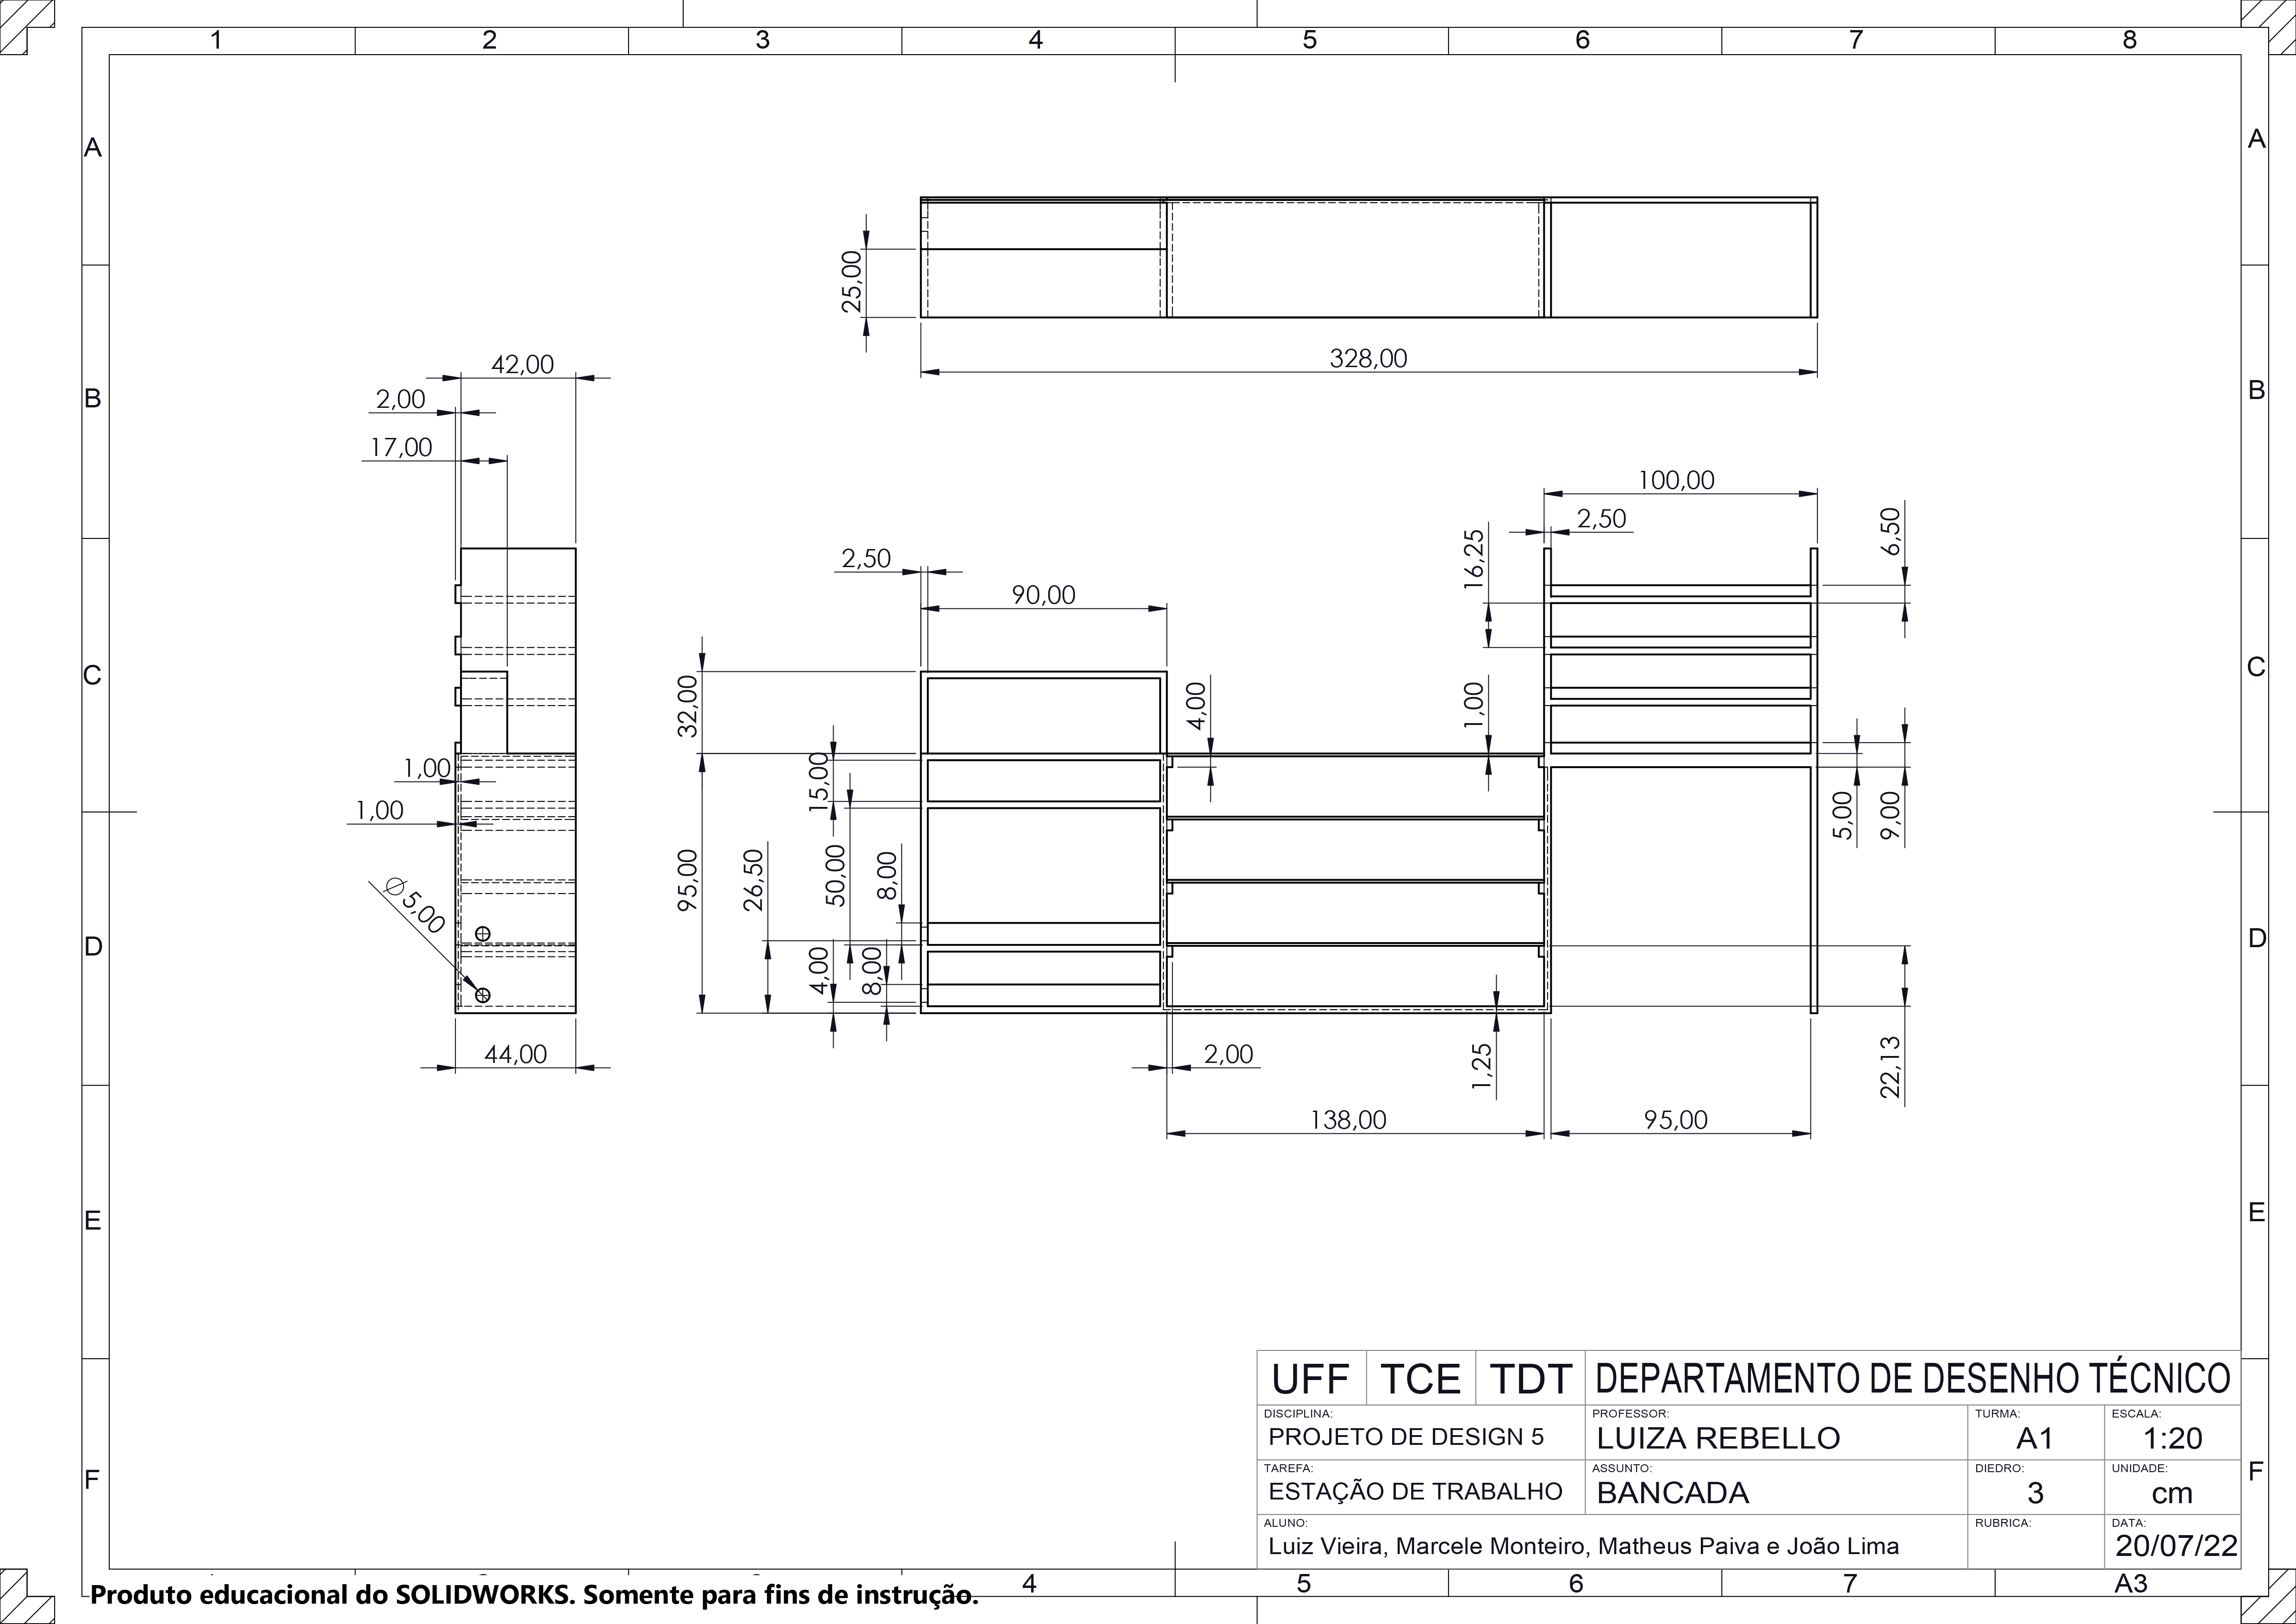 1 2 3 4 5 6 7 8
A A
25,00
328,00
42,00
B B
2,00
17,00
100,00
2,50
6,50
16,25
2,50
90,00
C C
32,00
4,00
1,00
15,00
1,00
1,00
5,00
9,00
95,00
26,50
50,00
8,00
Ø 5,00
D D
4,00
8,00
44,00
2,00
1,25
22,13
138,00
95,00
E E
UFF TCE TDT DEPARTAMENTO DE DESENHO TÉCNICO
DISCIPLINA: PROFESSOR: TURMA: ESCALA:
PROJETO DE DESIGN 5 LUIZA REBELLO A1 1:20
TAREFA: ASSUNTO: DIEDRO: UNIDADE:
F F
ESTAÇÃO DE TRABALHO BANCADA 3 cm
ALUNO: RUBRICA: DATA:
Luiz Vieira, Marcele Monteiro, Matheus Paiva e João Lima 20/07/22
4 5 6 7 A3
Produto educacional do SOLIDWORKS. Somente para fins de instrução.